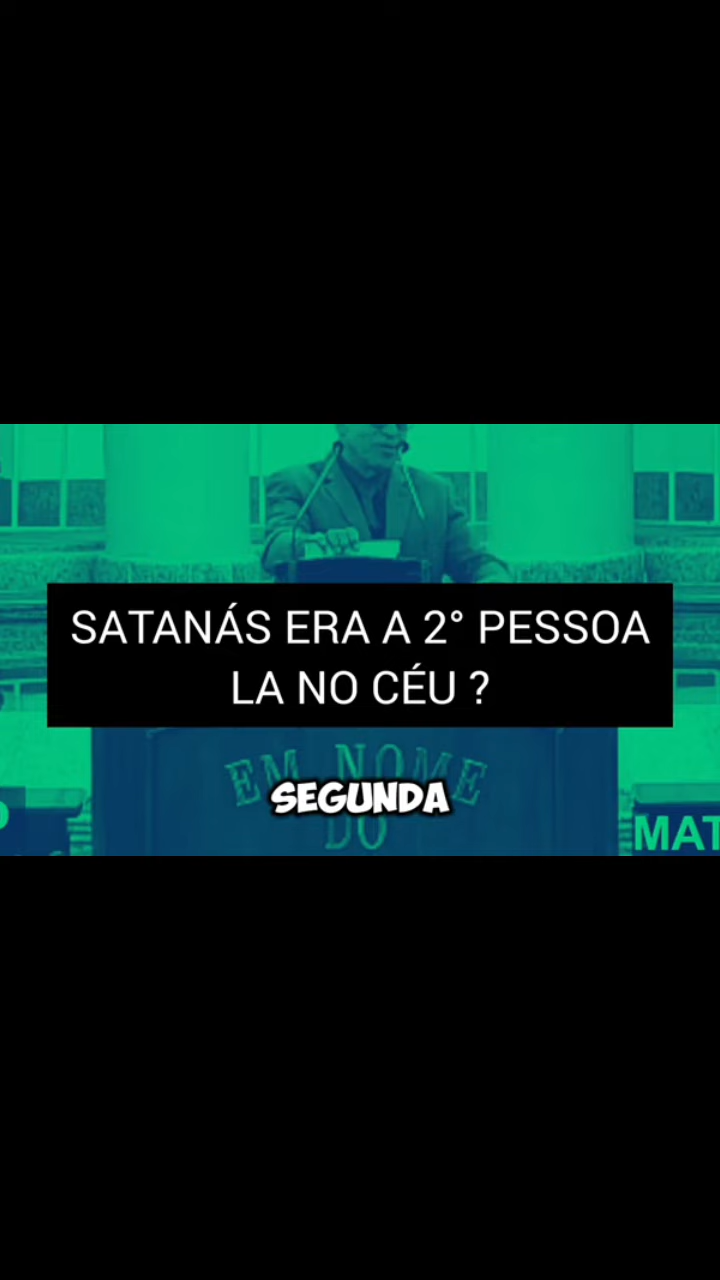 SATANÁS ERA A 2° PESSOA
LA NO CÉU ?
EM NOME
SEGUNDA
DO
MAT